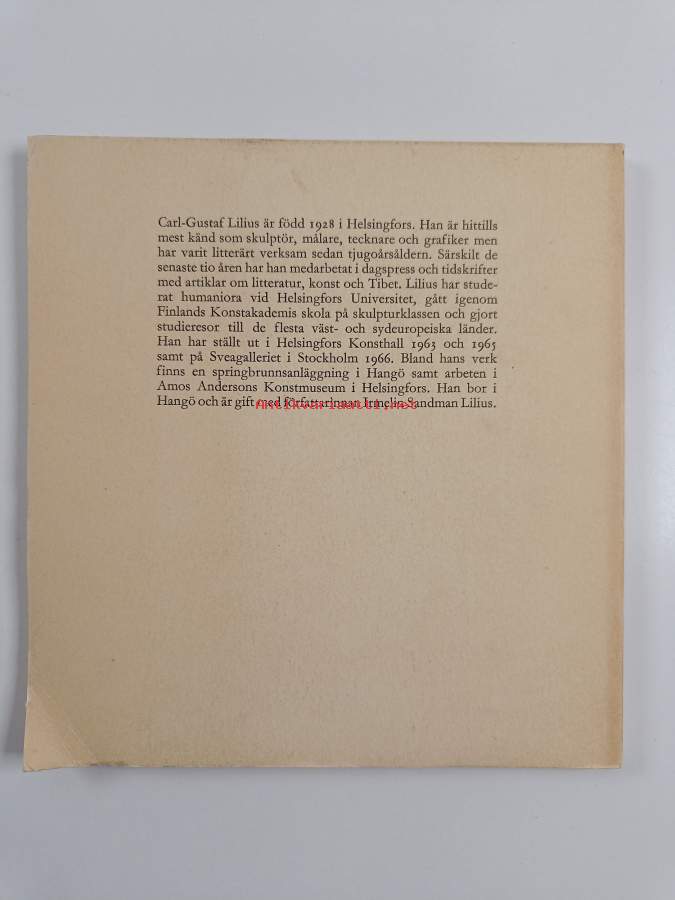 Carl-Gustaf Lilius är född 1928 i Helsingfors. Han är hittills
mest känd som skulptör, målare, tecknare och grafiker men
har varit litterärt verksam sedan tjugoårsåldern. Särskilt de
senaste tio åren har han medarbetat i dagspress och tidskrifter
med artiklar om litteratur, konst och Tibet. Lilius har stude-
rat humaniora vid Helsingfors Universitet, gått igenom
Finlands Konstakademis skola på skulpturklassen och gjort
studieresor till de flesta väst- och sydeuropeiska länder.
Han har ställt ut i Helsingfors Konsthall 1963 och 1965
samt på Sveagalleriet i Stockholm 1966. Bland hans verk
finns en springbrunnsanläggning i Hangö samt arbeten i
Amos Andersons Konstmuseum i Helsingfors. Han bor i
Hangö och är gift med författarinnan Irmelin Sandman Lilius.
Antikvariaatti.net